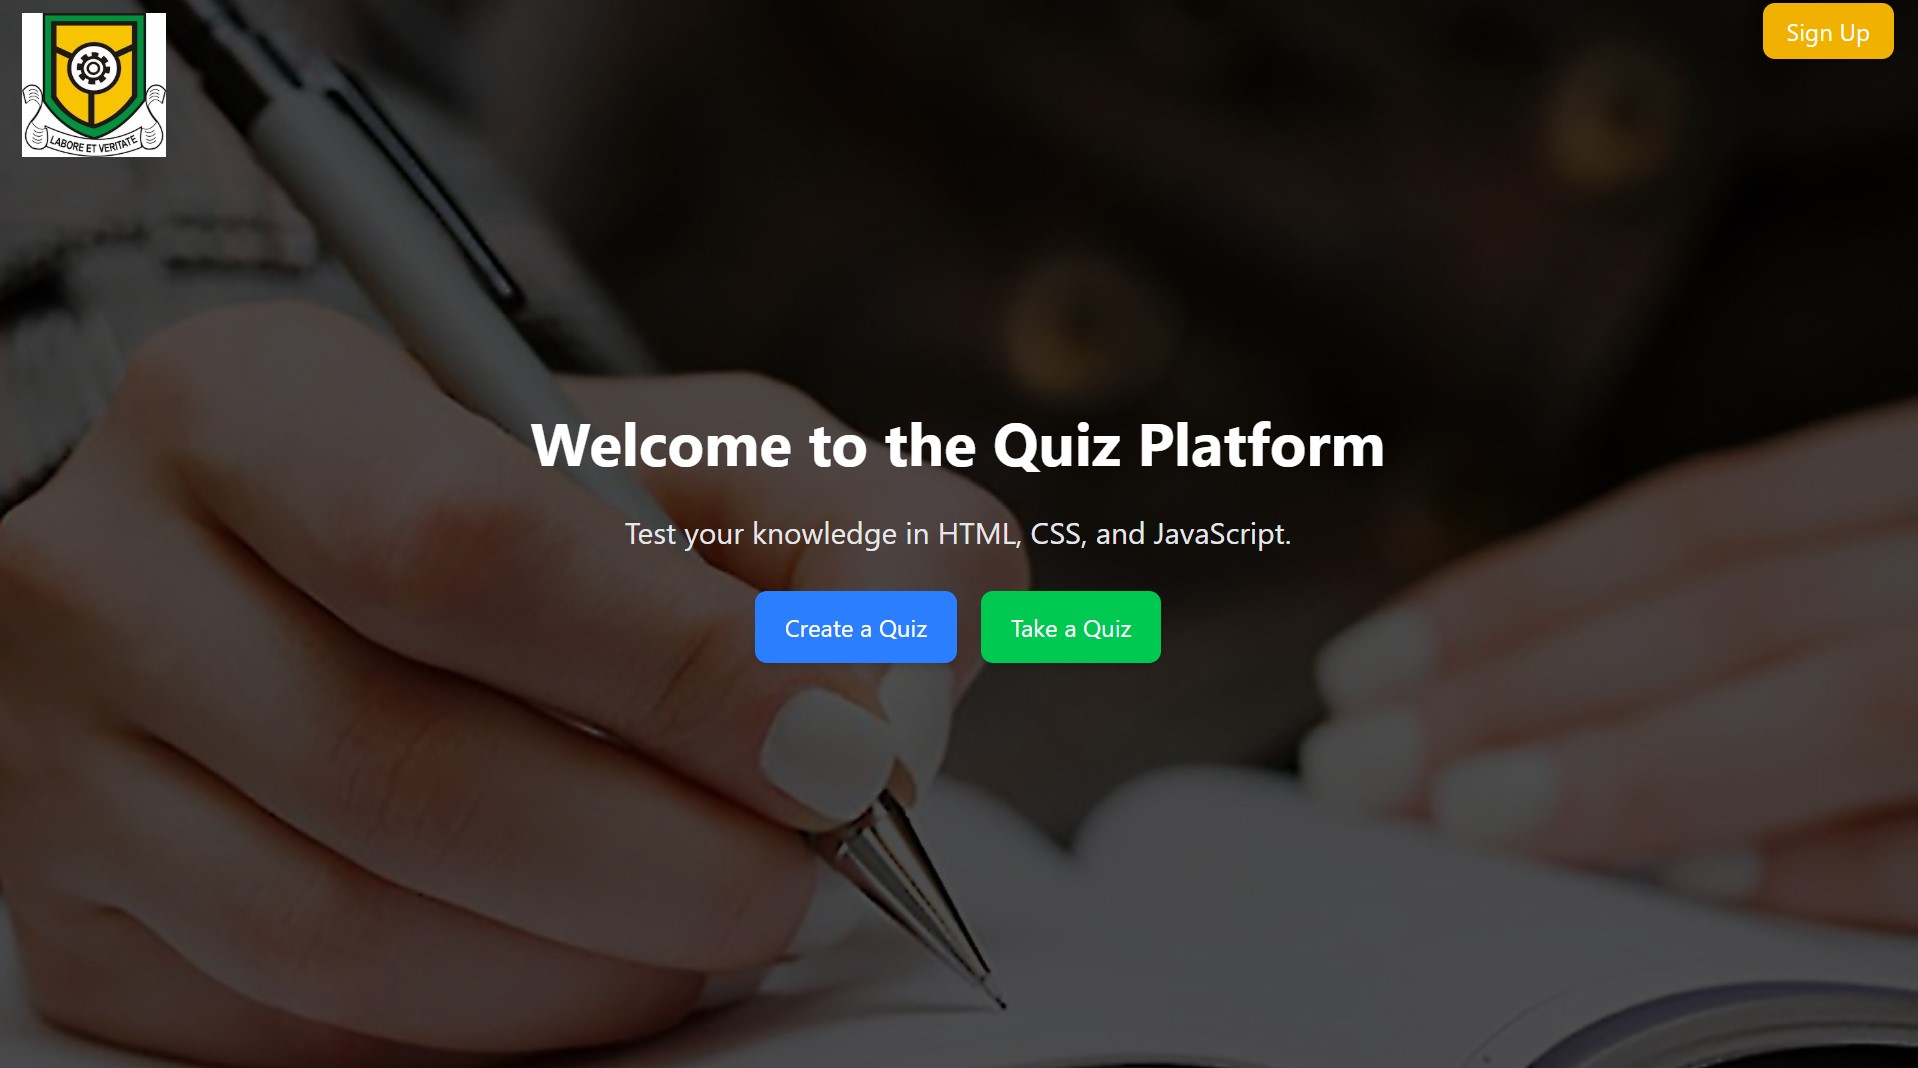 LABORE ET VERITATE
Sign Up
Welcome to the Quiz Platform
Test your knowledge in HTML, CSS, and JavaScript.
Create a Quiz
Take a Quiz